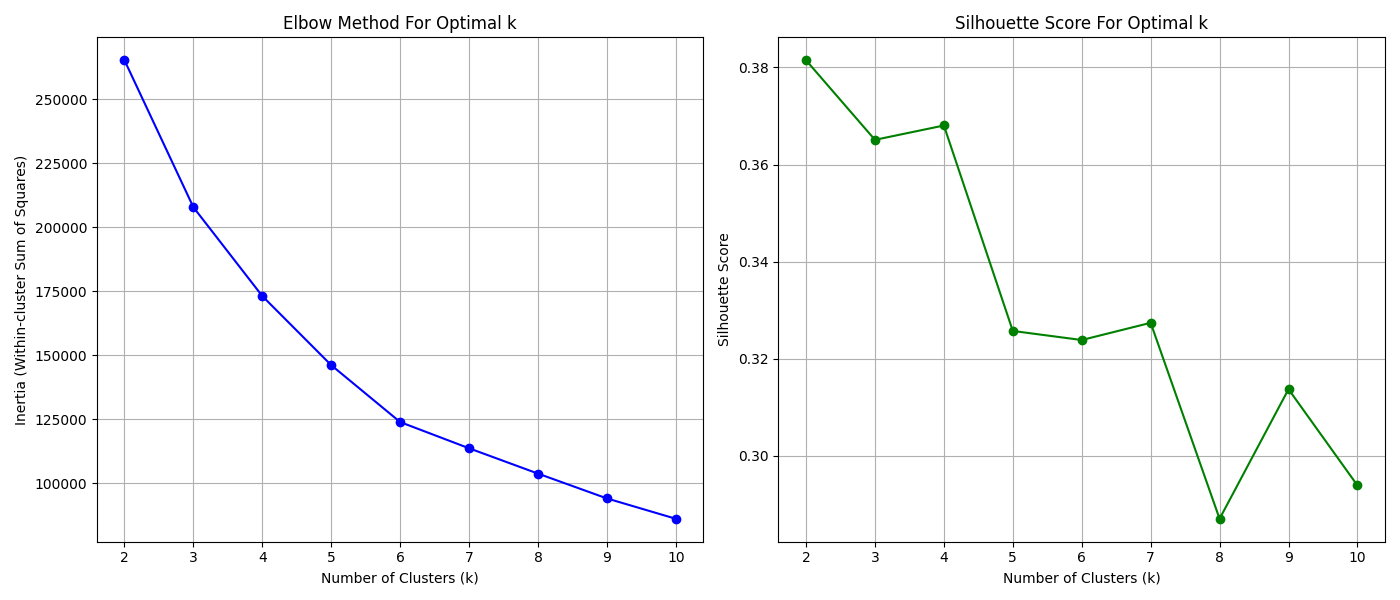 Elbow Method For Optimal k
250000
225000
200000
175000
150000
125000
100000
Inertia (Within-cluster Sum of Squares)
2 3 4 5 6 7 8 9 10
Number of Clusters (k)
Silhouette Score For Optimal k
0.38
0.36
0.34
0.32
0.30
Silhouette Score
2 3 4 5 6 7 8 9 10
Number of Clusters (k)